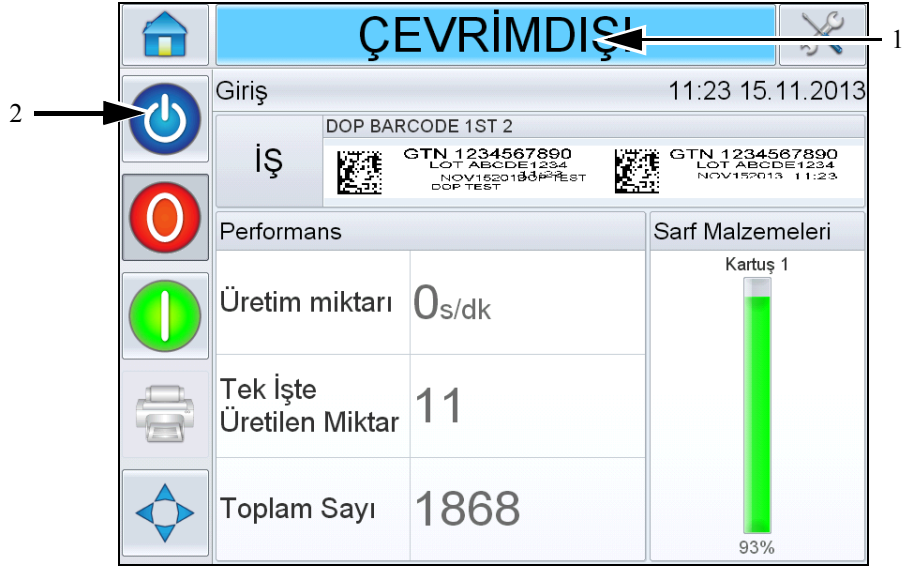 ÇEVRİMDIŞI
1
Giriş
11:23 15.11.2013
2
İŞ
DOP BARCODE 1ST 2
GTN 1234567890
LOT ABCDE1234
DOP TEST
GTN 1234567890
LOT ABCDE1234
NOV152013 11:23
Performans
Sarf Malzemeleri
Kartuş 1
Üretim miktarı
0s/dk
Tek İşte
Üretilen Miktar
11
Toplam Sayı
1868
93%